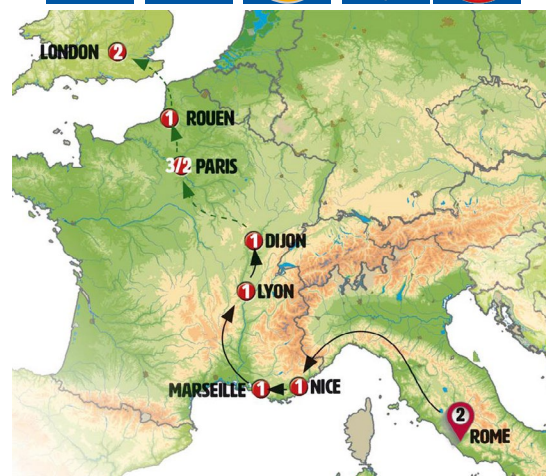 LONDON 2
1 ROUEN
3/2 PARIS
1 DIJON
1 LYON
MARSEILLE 1
1 NICE
2
ROME